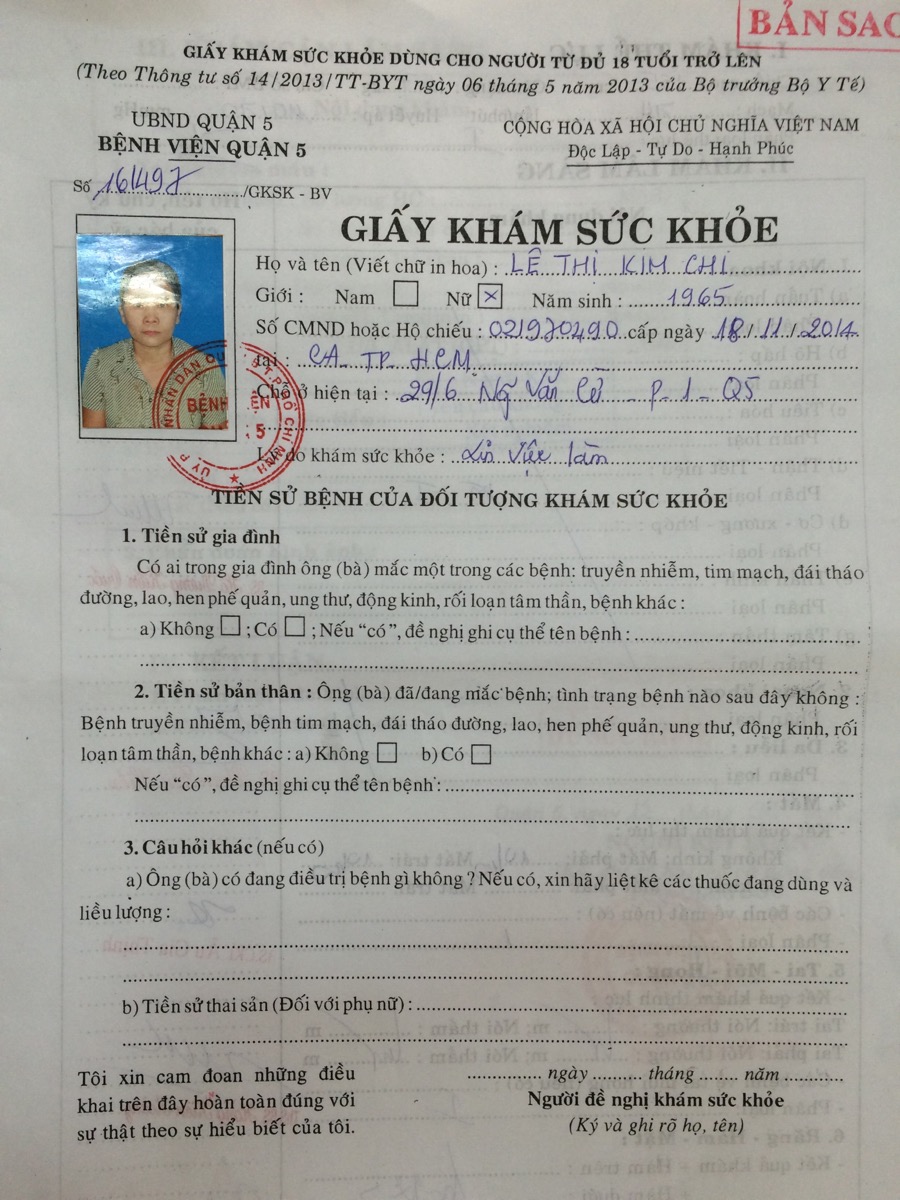 BẢN SAO
GIẤY KHÁM SỨC KHỎE DÙNG CHO NGƯỜI TỪ ĐỦ 18 TUỔI TRỞ LÊN
(Theo Thông tư số 14/2013/TT-BYT ngày 06 tháng 5 năm 2013 của Bộ trưởng Bộ Y Tế)
UBND QUẬN 5
BỆNH VIỆN QUẬN 5
Số 161497 /GKSK - BV
CỘNG HÒA XÃ HỘI CHỦ NGHĨA VIỆT NAM
Độc Lập - Tự Do - Hạnh Phúc
GIẤY KHÁM SỨC KHỎE
Họ và tên (Viết chữ in hoa) : LÊ THỊ KIM CHI
Giới : Nam ☐ Nữ ☒ Năm sinh : 1965
Số CMND hoặc Hộ chiếu : 021970490 cấp ngày 18/11/2014
tại : CA TP HCM
Chỗ ở hiện tại : 29/6 Ng Văn Cừ - P 1 - Q5
Lý do khám sức khỏe : Xin việc làm
TIỀN SỬ BỆNH CỦA ĐỐI TƯỢNG KHÁM SỨC KHỎE
1. Tiền sử gia đình
Có ai trong gia đình ông (bà) mắc một trong các bệnh: truyền nhiễm, tim mạch, đái tháo
đường, lao, hen phế quản, ung thư, động kinh, rối loạn tâm thần, bệnh khác :
a) Không ☐ ; Có ☐ ; Nếu “có”, đề nghị ghi cụ thể tên bệnh :
2. Tiền sử bản thân : Ông (bà) đã/đang mắc bệnh; tình trạng bệnh nào sau đây không :
Bệnh truyền nhiễm, bệnh tim mạch, đái tháo đường, lao, hen phế quản, ung thư, động kinh, rối
loạn tâm thần, bệnh khác : a) Không ☐ b) Có ☐
Nếu “có”, đề nghị ghi cụ thể tên bệnh :
3. Câu hỏi khác (nếu có)
a) Ông (bà) có đang điều trị bệnh gì không ? Nếu có, xin hãy liệt kê các thuốc đang dùng và
liều lượng :
b) Tiền sử thai sản (Đối với phụ nữ) :
Tôi xin cam đoan những điều
khai trên đây hoàn toàn đúng với
sự thật theo sự hiểu biết của tôi.
ngày tháng năm
Người đề nghị khám sức khỏe
(Ký và ghi rõ họ, tên)